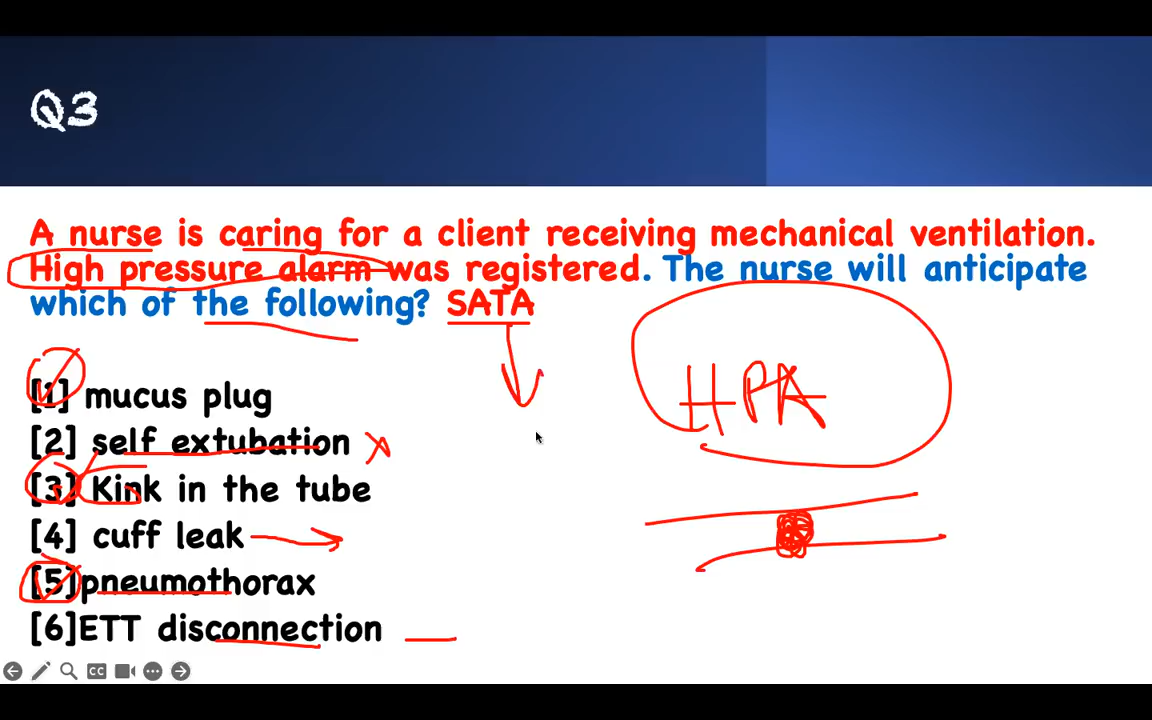 Q3
A nurse is caring for a client receiving mechanical ventilation.
High pressure alarm was registered. The nurse will anticipate
which of the following? SATA
[1] mucus plug
[2] self extubation x
[3] Kink in the tube
[4] cuff leak
[5]pneumothorax
[6]ETT disconnection
HPA
CC